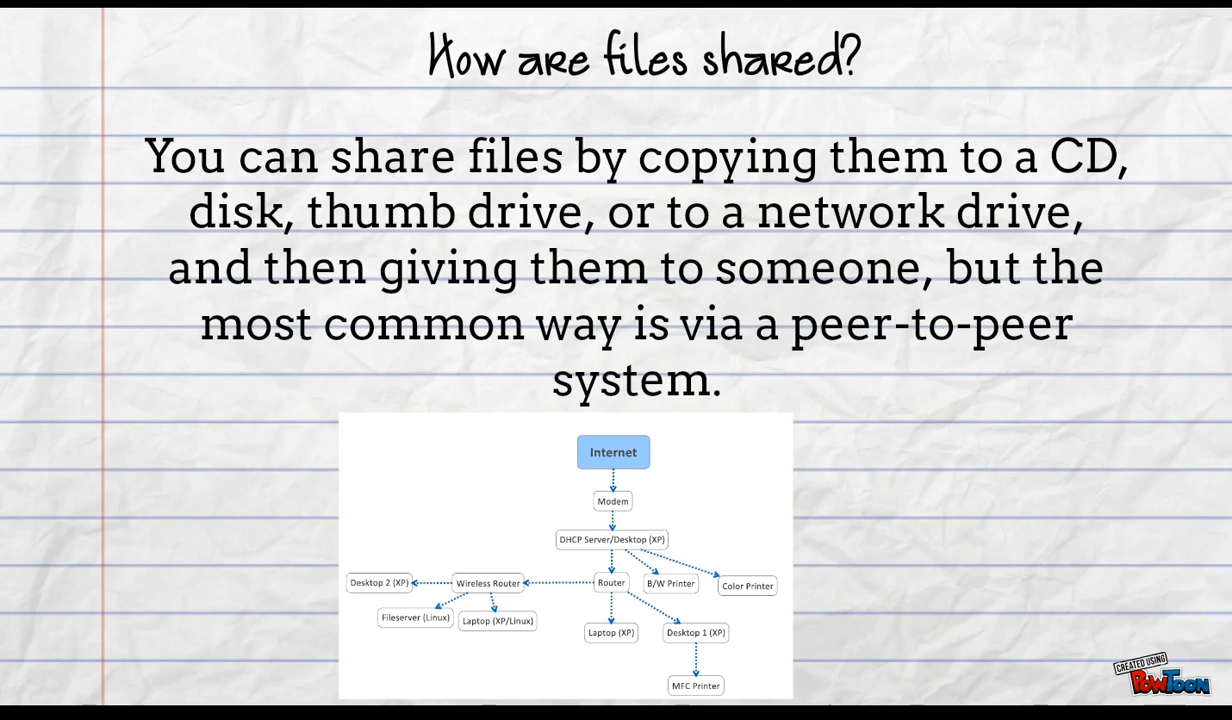 How are files shared?
You can share files by copying them to a CD,
disk, thumb drive, or to a network drive,
and then giving them to someone, but the
most common way is via a peer-to-peer
system.
Internet
Modem
DHCP Server/Desktop (XP)
Desktop 2 (XP)
Wireless Router
Router
B/W Printer
Color Printer
Fileserver (Linux)
Laptop (XP/Linux)
Laptop (XP)
Desktop 1 (XP)
MFC Printer
CREATED USING
POWTOON